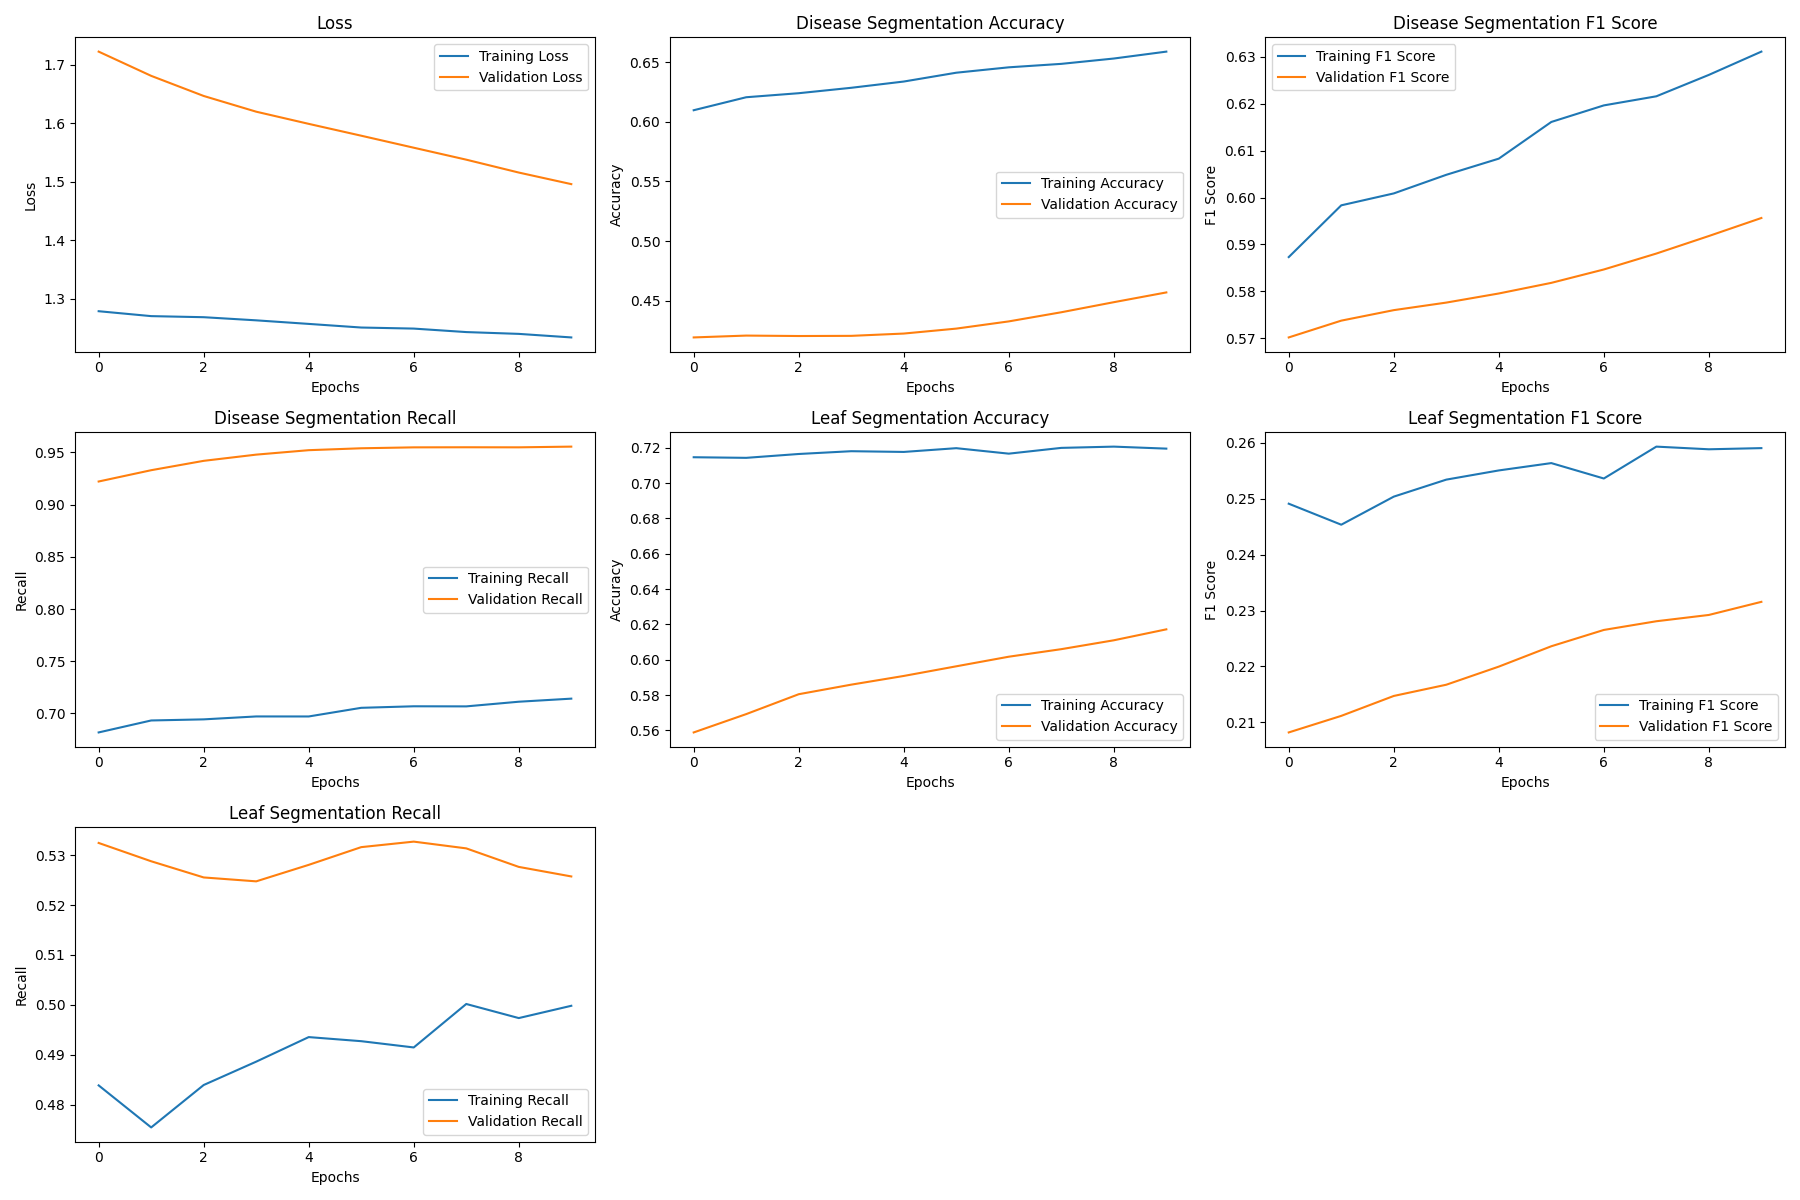 Loss
Training Loss
Validation Loss
1.7
1.6
1.5
1.4
1.3
Loss
0 2 4 6 8
Epochs
Disease Segmentation Accuracy
0.65
0.60
0.55
0.50
0.45
Accuracy
Training Accuracy
Validation Accuracy
0 2 4 6 8
Epochs
Disease Segmentation F1 Score
Training F1 Score
Validation F1 Score
0.63
0.62
0.61
0.60
0.59
0.58
0.57
F1 Score
0 2 4 6 8
Epochs
Disease Segmentation Recall
0.95
0.90
0.85
0.80
0.75
0.70
Recall
Training Recall
Validation Recall
0 2 4 6 8
Epochs
Leaf Segmentation Accuracy
0.72
0.70
0.68
0.66
0.64
0.62
0.60
0.58
0.56
Accuracy
Training Accuracy
Validation Accuracy
0 2 4 6 8
Epochs
Leaf Segmentation F1 Score
0.26
0.25
0.24
0.23
0.22
0.21
F1 Score
Training F1 Score
Validation F1 Score
0 2 4 6 8
Epochs
Leaf Segmentation Recall
0.53
0.52
0.51
0.50
0.49
0.48
Recall
Training Recall
Validation Recall
0 2 4 6 8
Epochs